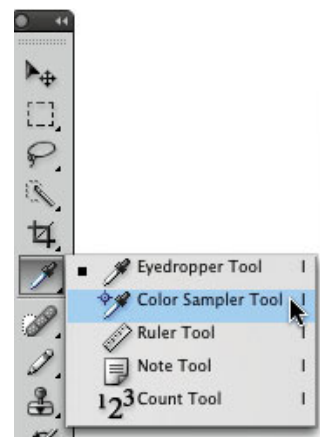 Eyedropper Tool I
Color Sampler Tool I
Ruler Tool I
Note Tool I
123 Count Tool I